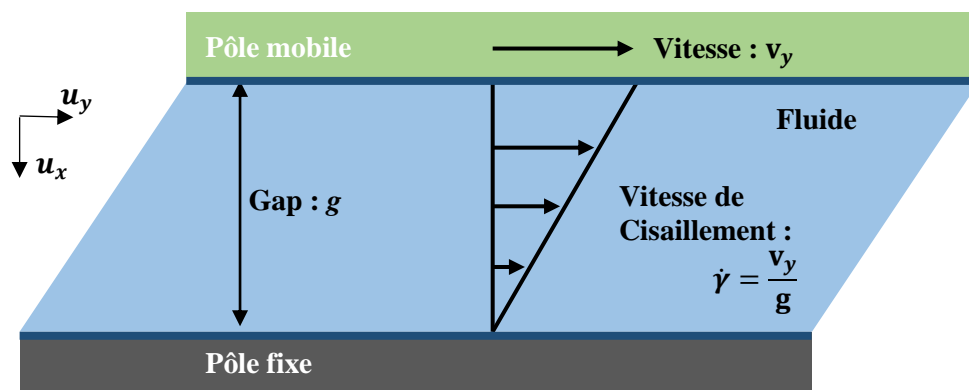 Pôle mobile
Vitesse : v_y
u_y
u_x
Fluide
Gap : g
Vitesse de
Cisaillement :
γ̇ = v_y / g
Pôle fixe